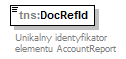 tns:DocRefId
Unikalny identyfikator
elementu AccountReport